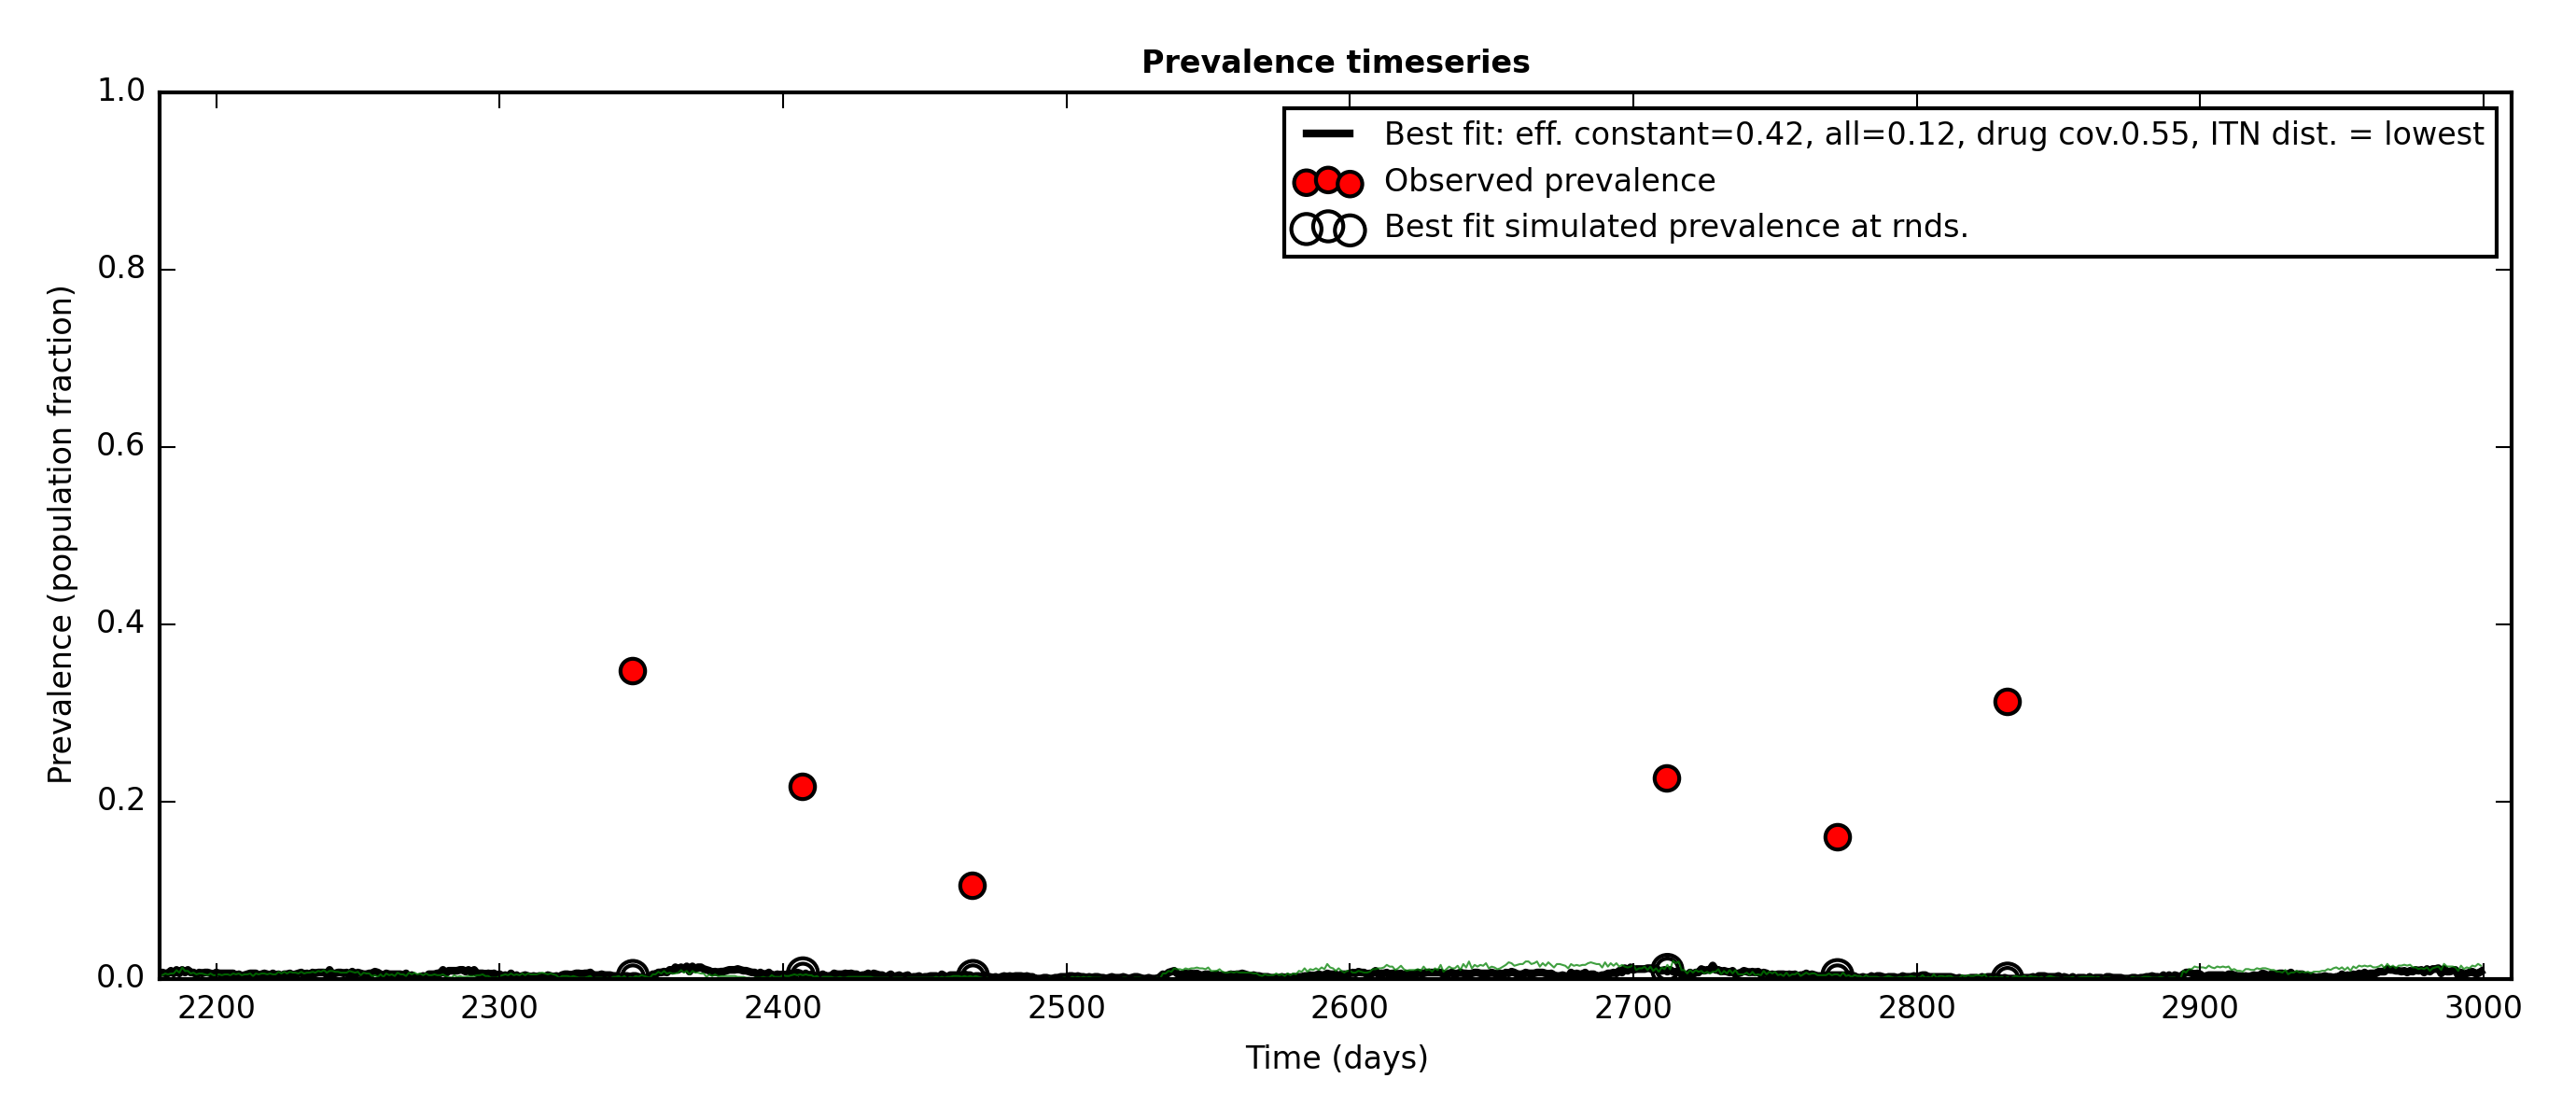 Prevalence timeseries
1.0
0.8
0.6
0.4
0.2
0.0
Prevalence (population fraction)
Best fit: eff. constant=0.42, all=0.12, drug cov.0.55, ITN dist. = lowest
Observed prevalence
Best fit simulated prevalence at rnds.
2200 2300 2400 2500 2600 2700 2800 2900 3000
Time (days)